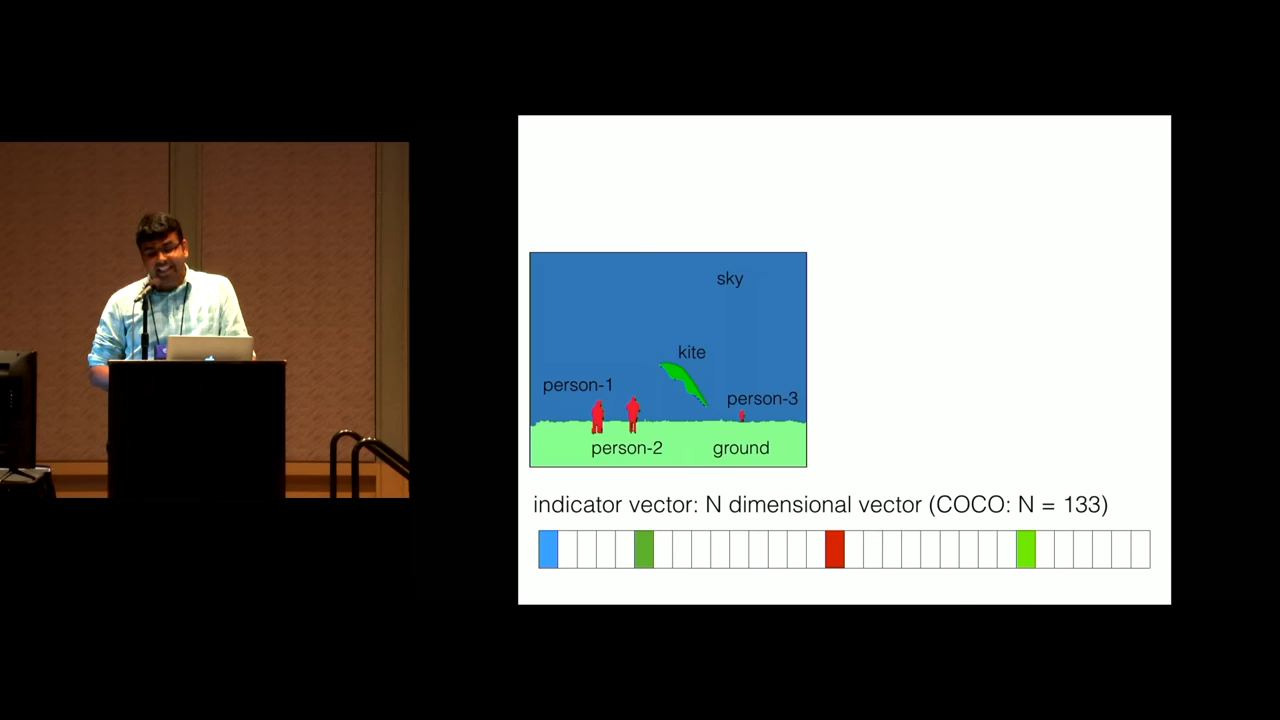 sky
kite
person-1
person-3
person-2
ground
indicator vector: N dimensional vector (COCO: N = 133)